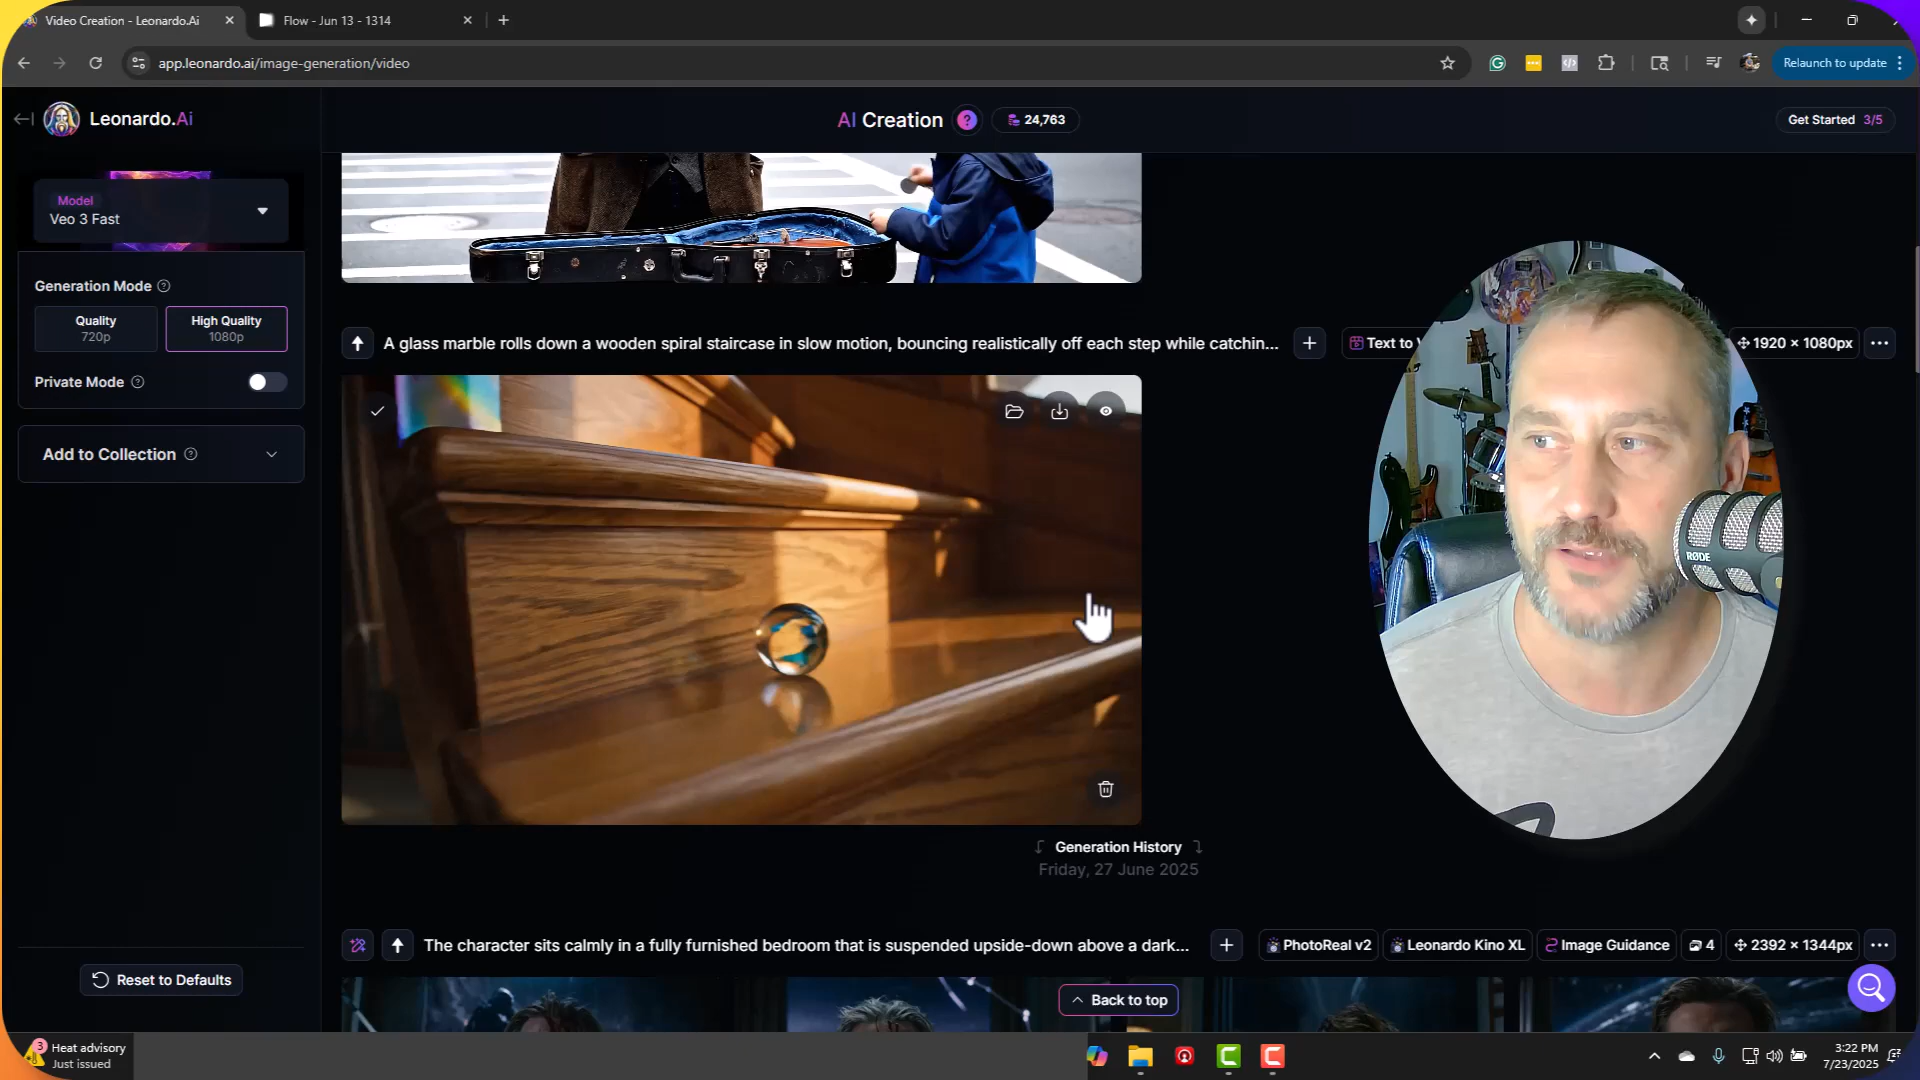 Video Creation - Leonardo.Ai
Flow - Jun 13 - 1314
app.leonardo.ai/image-generation/video
Relaunch to update
Leonardo.Ai
AI Creation ? 24,763
Get Started 3/5
Model
Veo 3 Fast
Generation Mode
Quality
720p
High Quality
1080p
Private Mode
Add to Collection
A glass marble rolls down a wooden spiral staircase in slow motion, bouncing realistically off each step while catchin...
Text to
1920 × 1080px
RØDE
Generation History
Friday, 27 June 2025
The character sits calmly in a fully furnished bedroom that is suspended upside-down above a dark...
PhotoReal v2
Leonardo Kino XL
Image Guidance
4
2392 × 1344px
Reset to Defaults
Back to top
3
Heat advisory
Just issued
3:22 PM
7/23/2025